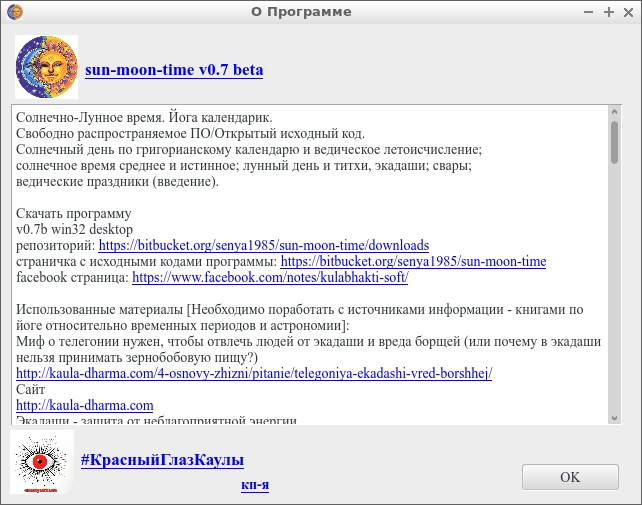 О Программе
sun-moon-time v0.7 beta
Солнечно-Лунное время. Йога календарик.
Свободно распространяемое ПО/Открытый исходный код.
Солнечный день по григорианскому календарю и ведическое летоисчисление;
солнечное время среднее и истинное; лунный день и титхи, экадаши; свары;
ведические праздники (введение).
Скачать программу
v0.7b win32 desktop
репозиторий: https://bitbucket.org/senya1985/sun-moon-time/downloads
страничка с исходными кодами программы: https://bitbucket.org/senya1985/sun-moon-time
facebook страница: https://www.facebook.com/notes/kulabhakti-soft/
Использованные материалы [Необходимо поработать с источниками информации - книгами по
йоге относительно временных периодов и астрономии]:
Миф о телегонии нужен, чтобы отвлечь людей от экадаши и вреда борщей (или почему в экадаши
нельзя принимать зернобобовую пищу?)
http://kaula-dharma.com/4-osnovy-zhizni/pitanie/telegoniya-ekadashi-vred-borshhej/
Сайт
http://kaula-dharma.com
Экадаши - защита от неблагоприятной энергии
#КрасныйГлазКаулы
кп-я
OK